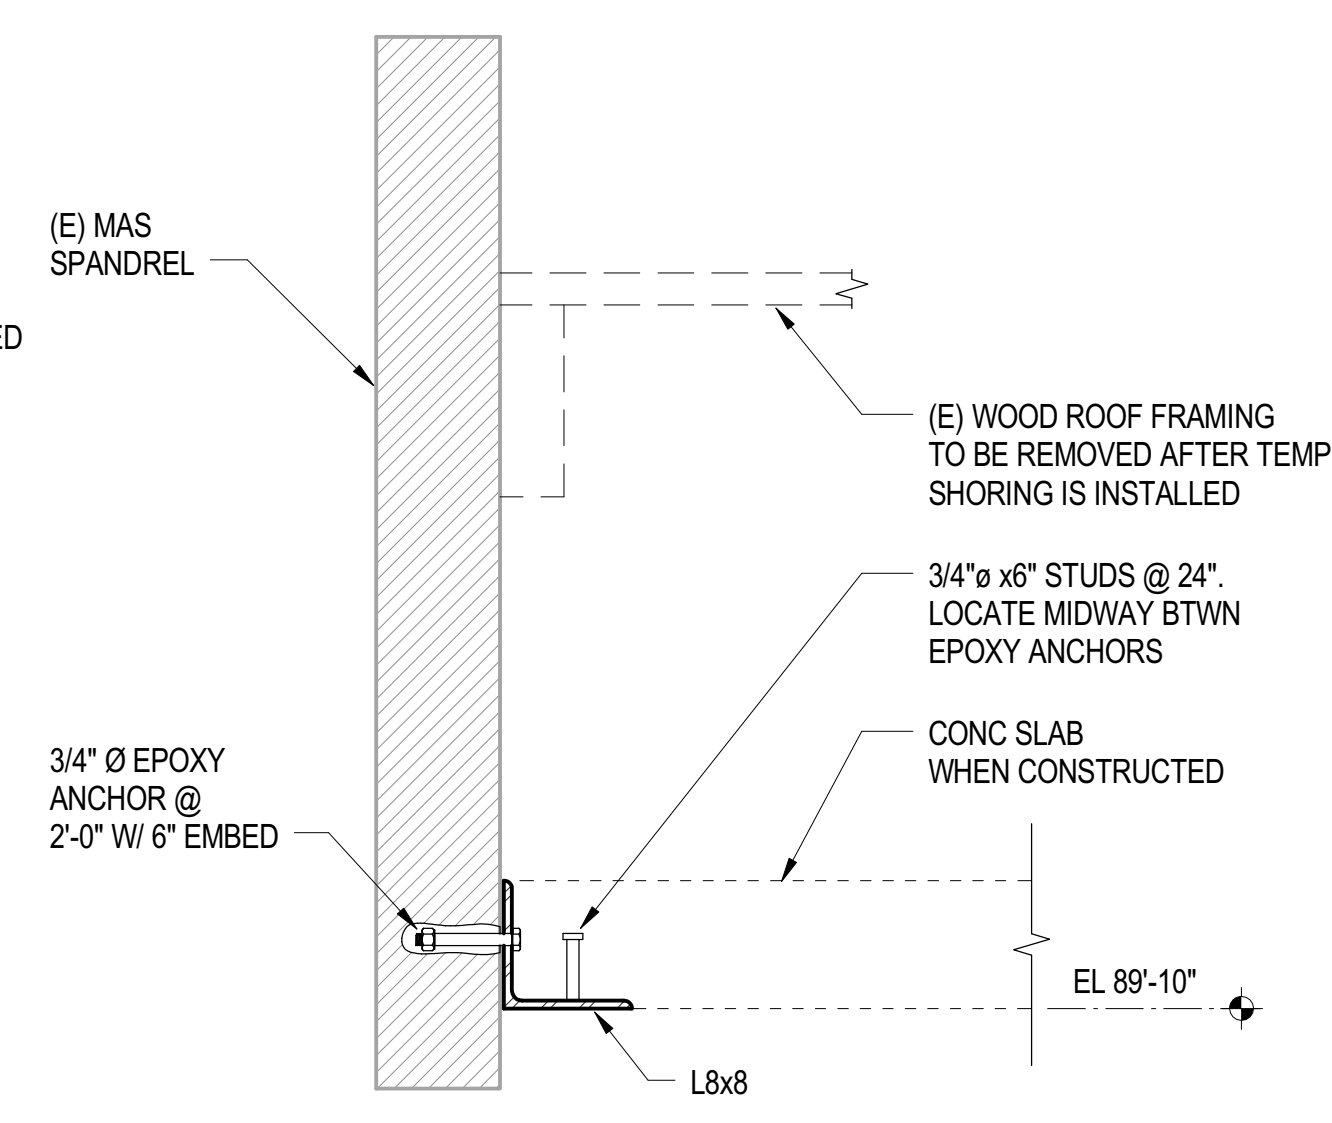 (E) MAS
SPANDREL
ED
(E) WOOD ROOF FRAMING
TO BE REMOVED AFTER TEMP
SHORING IS INSTALLED
3/4"ø x6" STUDS @ 24".
LOCATE MIDWAY BTWN
EPOXY ANCHORS
CONC SLAB
WHEN CONSTRUCTED
3/4" Ø EPOXY
ANCHOR @
2'-0" W/ 6" EMBED
EL 89'-10"
L8x8